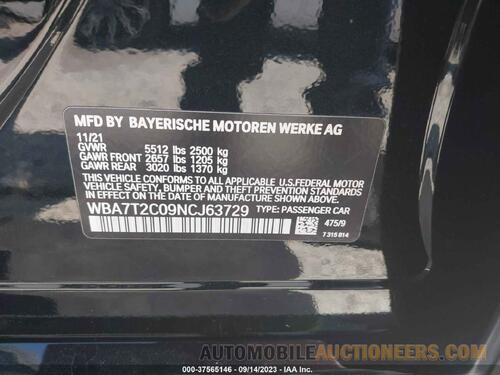 MFD BY BAYERISCHE MOTOREN WERKE AG
11/21
GVWR 5512 lbs 2500 kg
GAWR FRONT 2657 lbs 1205 kg
GAWR REAR 3020 lbs 1370 kg
THIS VEHICLE CONFORMS TO ALL APPLICABLE U.S.FEDERAL MOTOR
VEHICLE SAFETY, BUMPER, AND THEFT PREVENTION STANDARDS IN
EFFECT ON THE DATE OF MANUFACTURE SHOWN ABOVE.
WBA7T2C09NCJ63729 TYPE: PASSENGER CAR
475/9
7 315 814
AUTOMOBILEAUCTIONEERS.COM
000-37565146 - 09/14/2023 - IAA Inc.